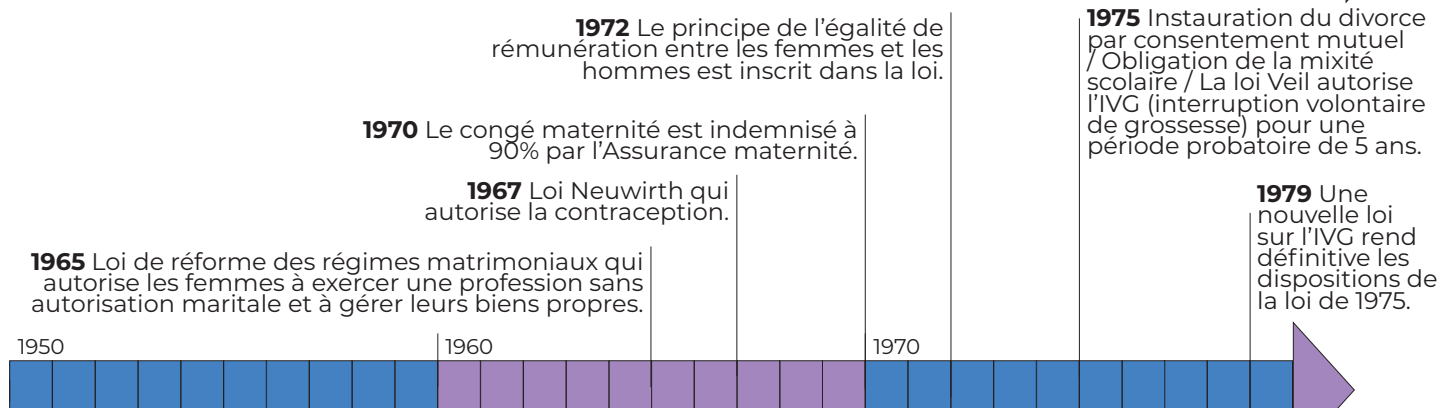 1972 Le principe de l'égalité de
rémunération entre les femmes et les
hommes est inscrit dans la loi.
1975 Instauration du divorce
par consentement mutuel
/ Obligation de la mixité
scolaire / La loi Veil autorise
l'IVG (interruption volontaire
de grossesse) pour une
période probatoire de 5 ans.
1970 Le congé maternité est indemnisé à
90% par l'Assurance maternité.
1967 Loi Neuwirth qui
autorise la contraception.
1979 Une
nouvelle loi
sur l'IVG rend
définitive les
dispositions de
la loi de 1975.
1965 Loi de réforme des régimes matrimoniaux qui
autorise les femmes à exercer une profession sans
autorisation maritale et à gérer leurs biens propres.
1950
1960
1970